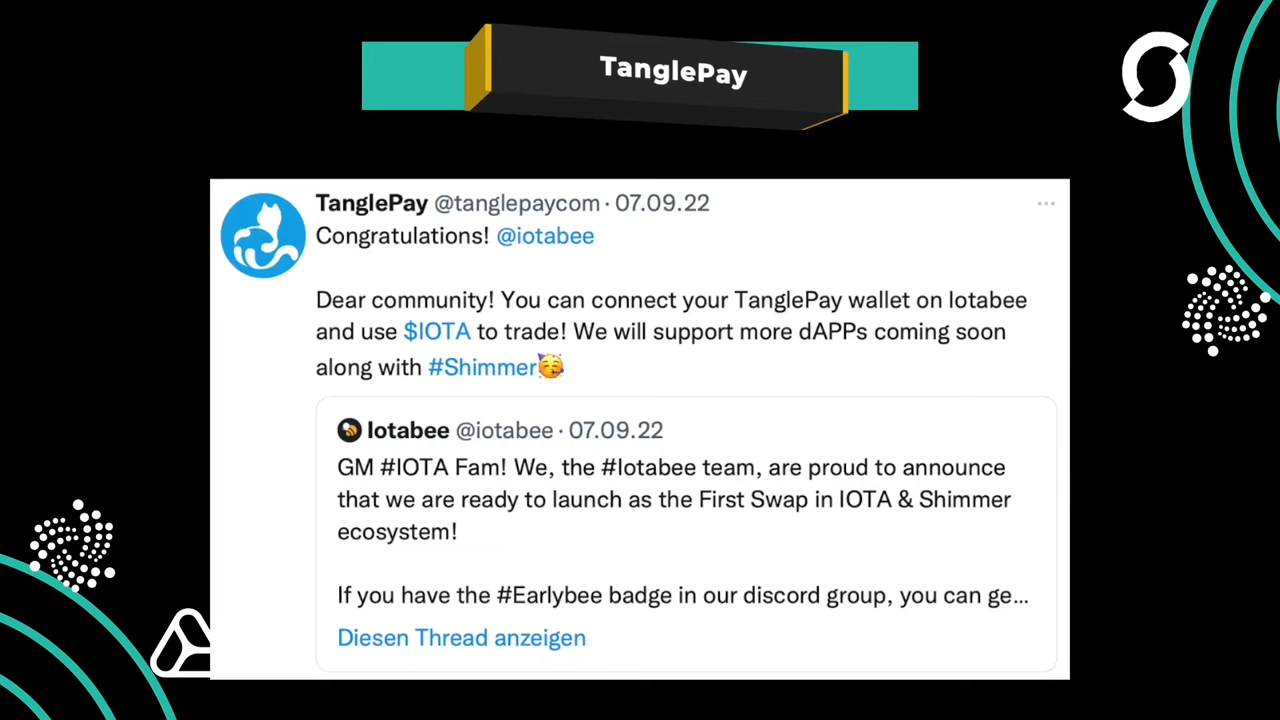 TanglePay
TanglePay @tanglepaycom · 07.09.22
Congratulations! @iotabee
Dear community! You can connect your TanglePay wallet on Iotabee
and use $IOTA to trade! We will support more dAPPs coming soon
along with #Shimmer🥳
Iotabee @iotabee · 07.09.22
GM #IOTA Fam! We, the #Iotabee team, are proud to announce
that we are ready to launch as the First Swap in IOTA & Shimmer
ecosystem!
If you have the #Earlybee badge in our discord group, you can ge...
Diesen Thread anzeigen